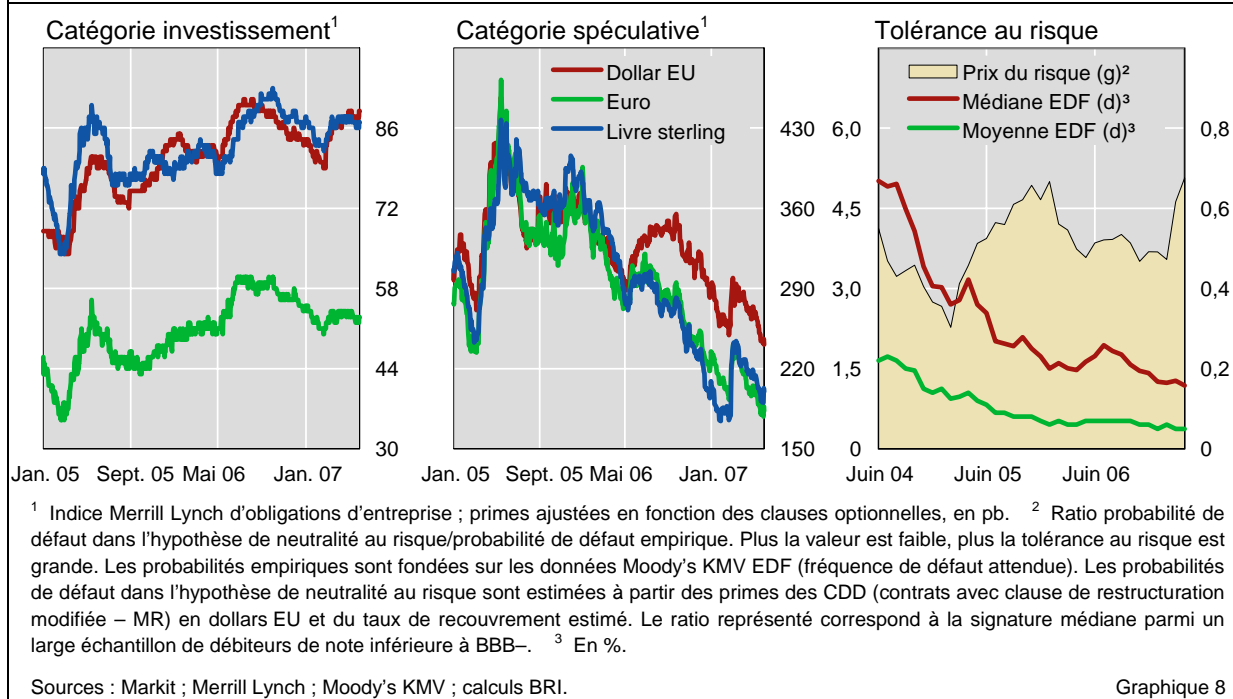 Catégorie investissement¹
86
72
58
44
30
Jan. 05 Sept. 05 Mai 06 Jan. 07
Catégorie spéculative¹
Dollar EU
Euro
Livre sterling
430
360
290
220
150
Jan. 05 Sept. 05 Mai 06 Jan. 07
Tolérance au risque
Prix du risque (g)²
Médiane EDF (d)³
Moyenne EDF (d)³
6,0
4,5
3,0
1,5
0
0,8
0,6
0,4
0,2
0
Juin 04 Juin 05 Juin 06
¹ Indice Merrill Lynch d'obligations d'entreprise ; primes ajustées en fonction des clauses optionnelles, en pb. ² Ratio probabilité de
défaut dans l'hypothèse de neutralité au risque/probabilité de défaut empirique. Plus la valeur est faible, plus la tolérance au risque est
grande. Les probabilités empiriques sont fondées sur les données Moody's KMV EDF (fréquence de défaut attendue). Les probabilités
de défaut dans l'hypothèse de neutralité au risque sont estimées à partir des primes des CDD (contrats avec clause de restructuration
modifiée – MR) en dollars EU et du taux de recouvrement estimé. Le ratio représenté correspond à la signature médiane parmi un
large échantillon de débiteurs de note inférieure à BBB–. ³ En %.
Sources : Markit ; Merrill Lynch ; Moody's KMV ; calculs BRI. Graphique 8